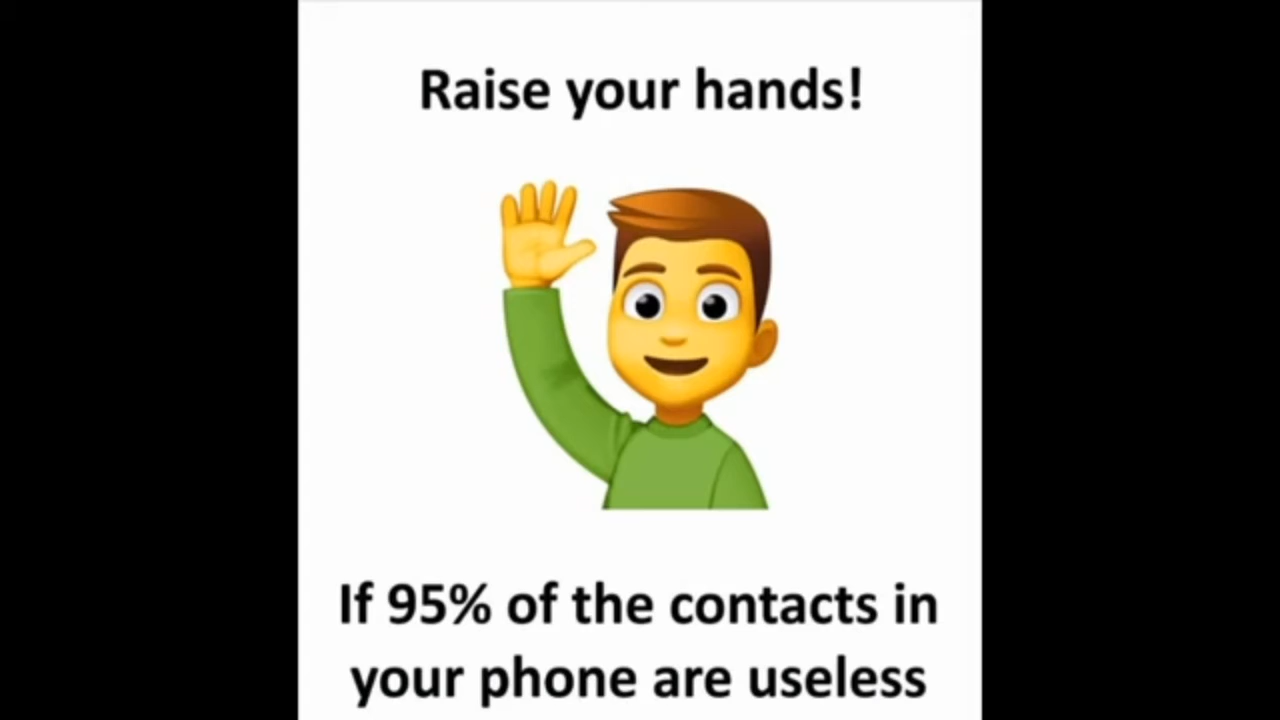 Raise your hands!
If 95% of the contacts in
your phone are useless